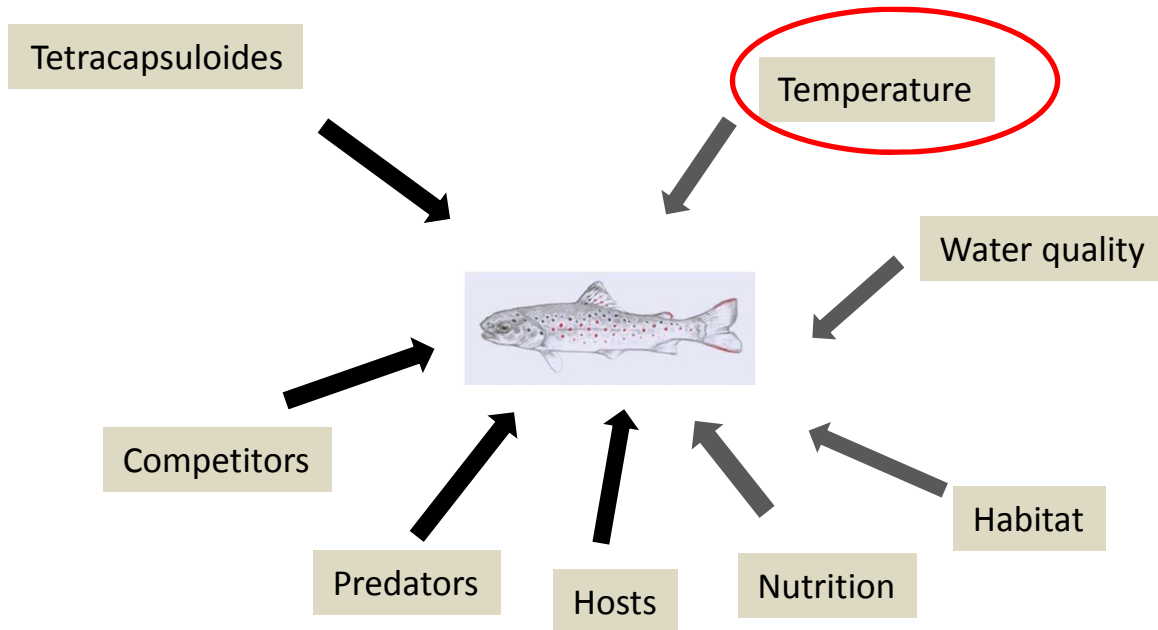 Tetracapsuloides
Temperature
Water quality
Competitors
Habitat
Predators
Hosts
Nutrition